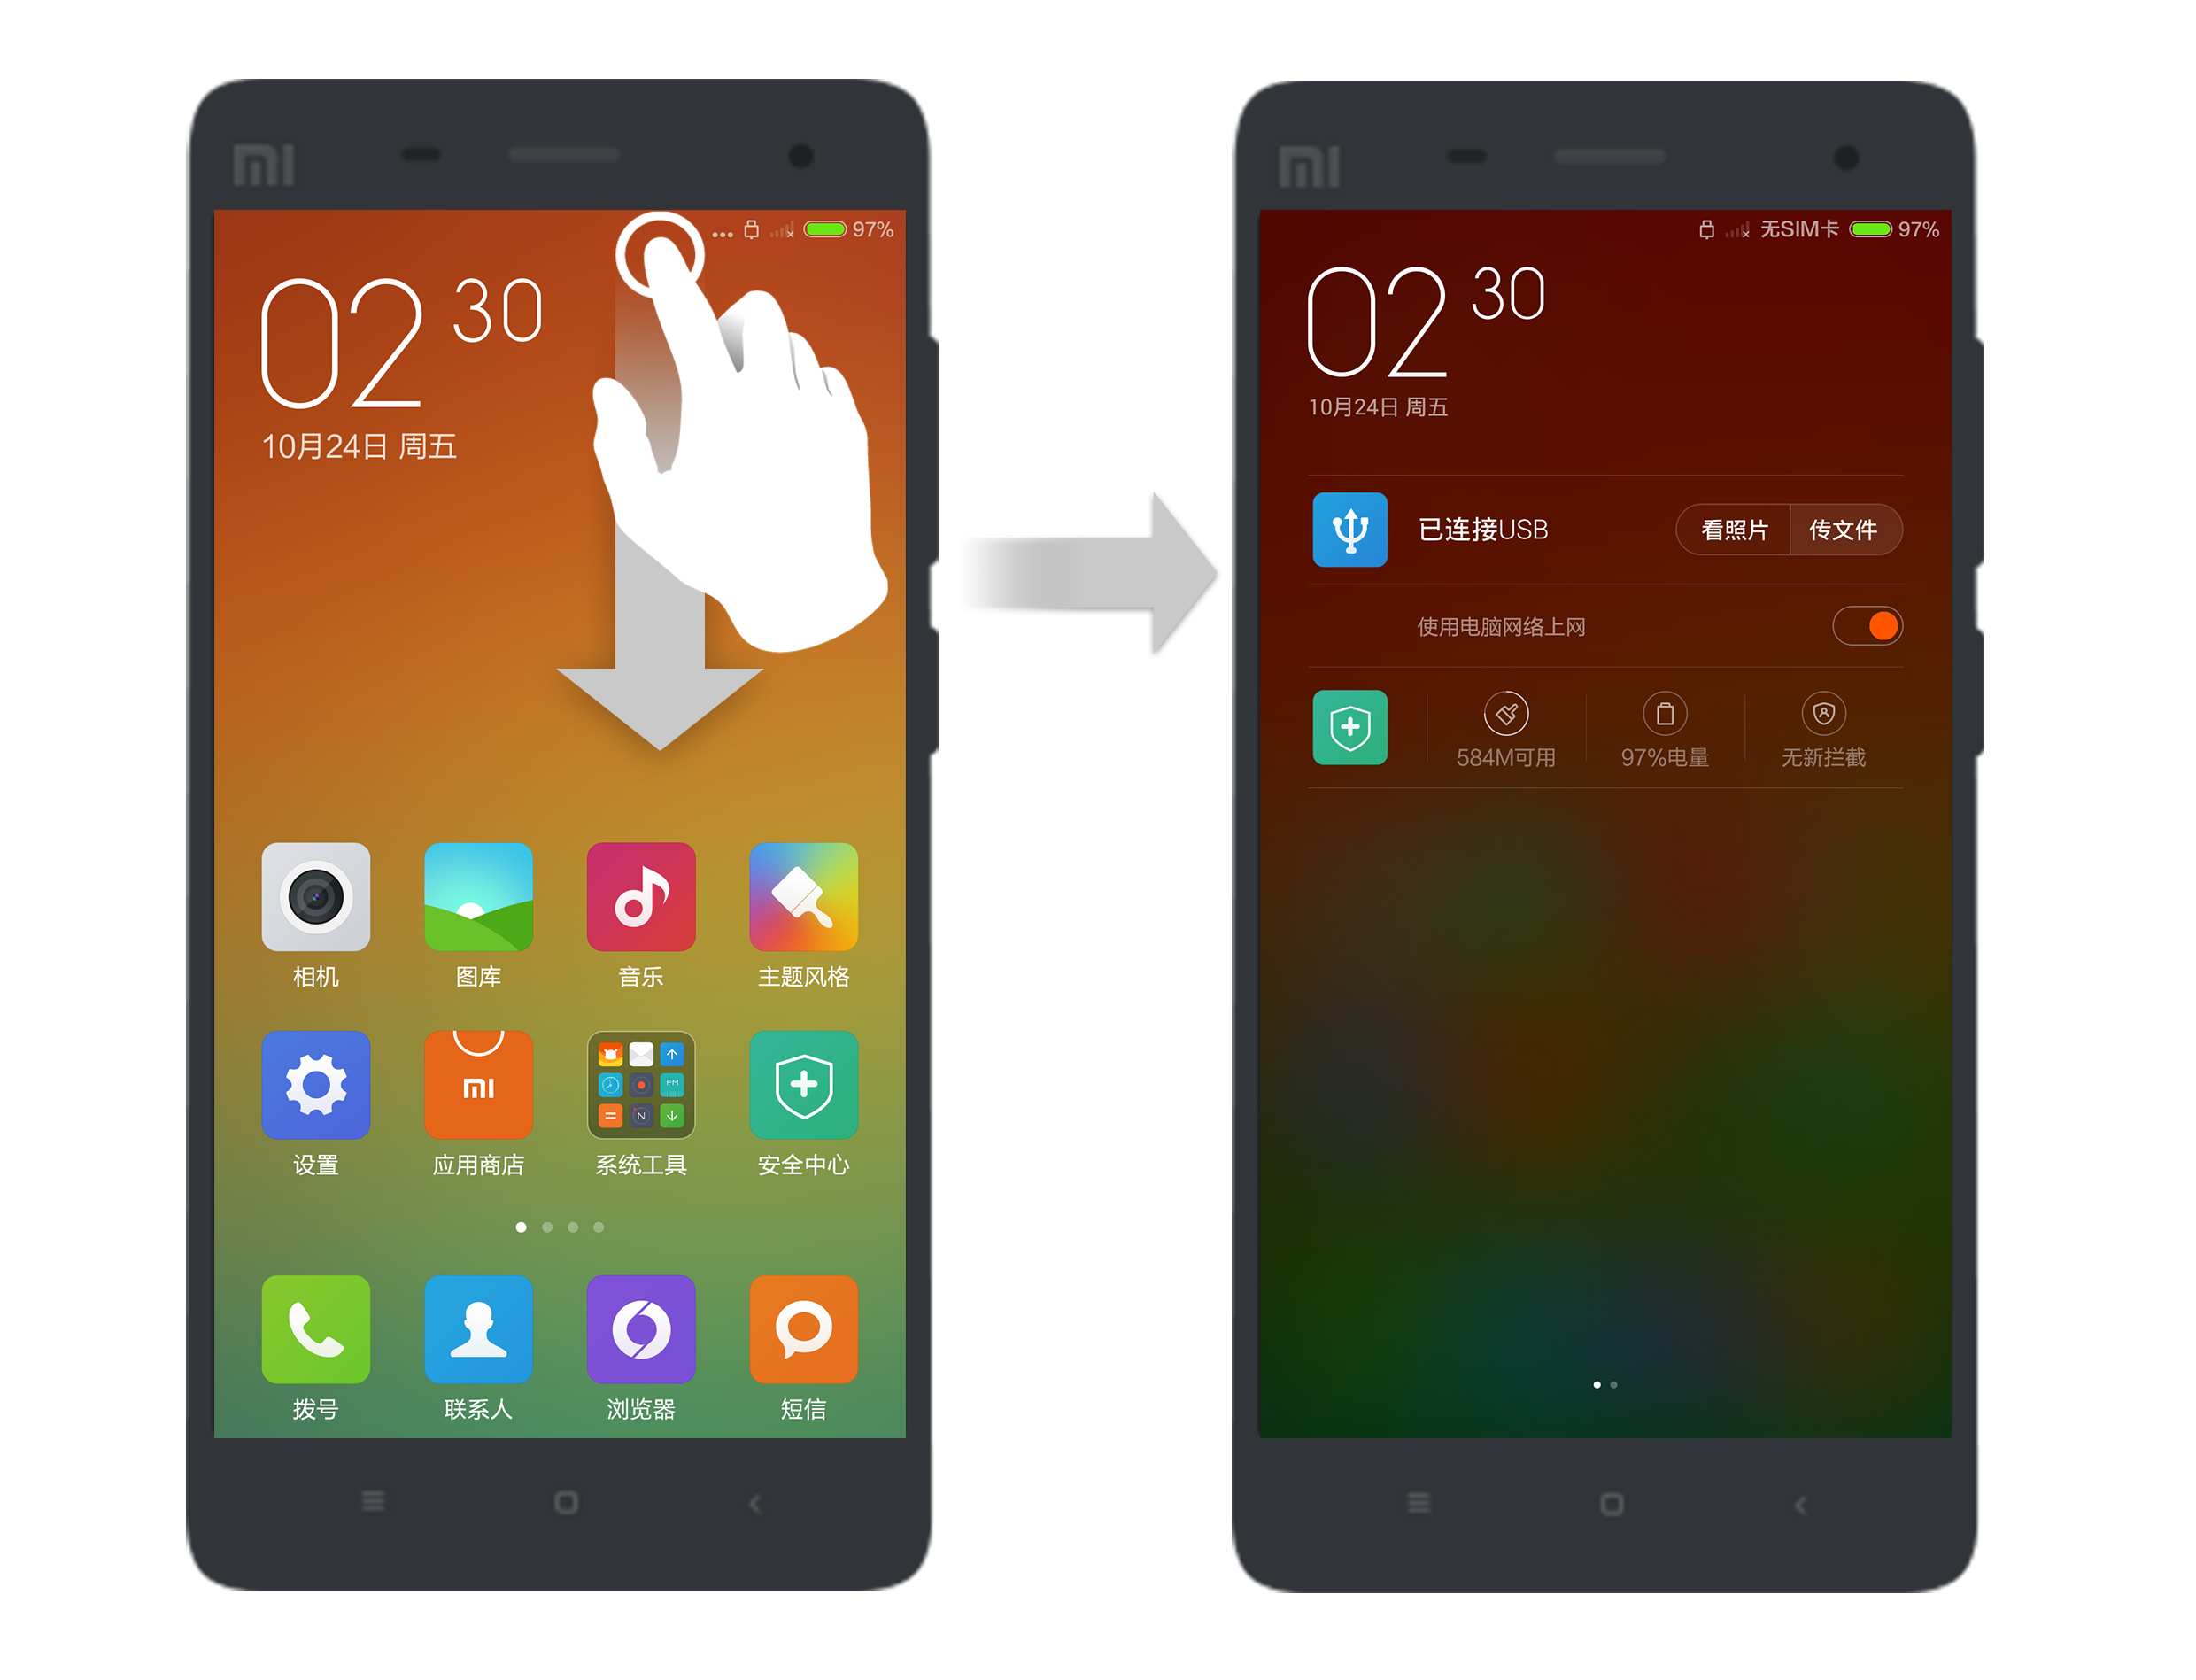 mi
97%
02 30
10月24日 周五
相机
图库
音乐
主题风格
mi
FM
N
设置
应用商店
系统工具
安全中心
拨号
联系人
浏览器
短信
mi
无SIM卡 97%
02 30
10月24日 周五
已连接USB
看照片
传文件
使用电脑网络上网
584M可用
97%电量
无新拦截